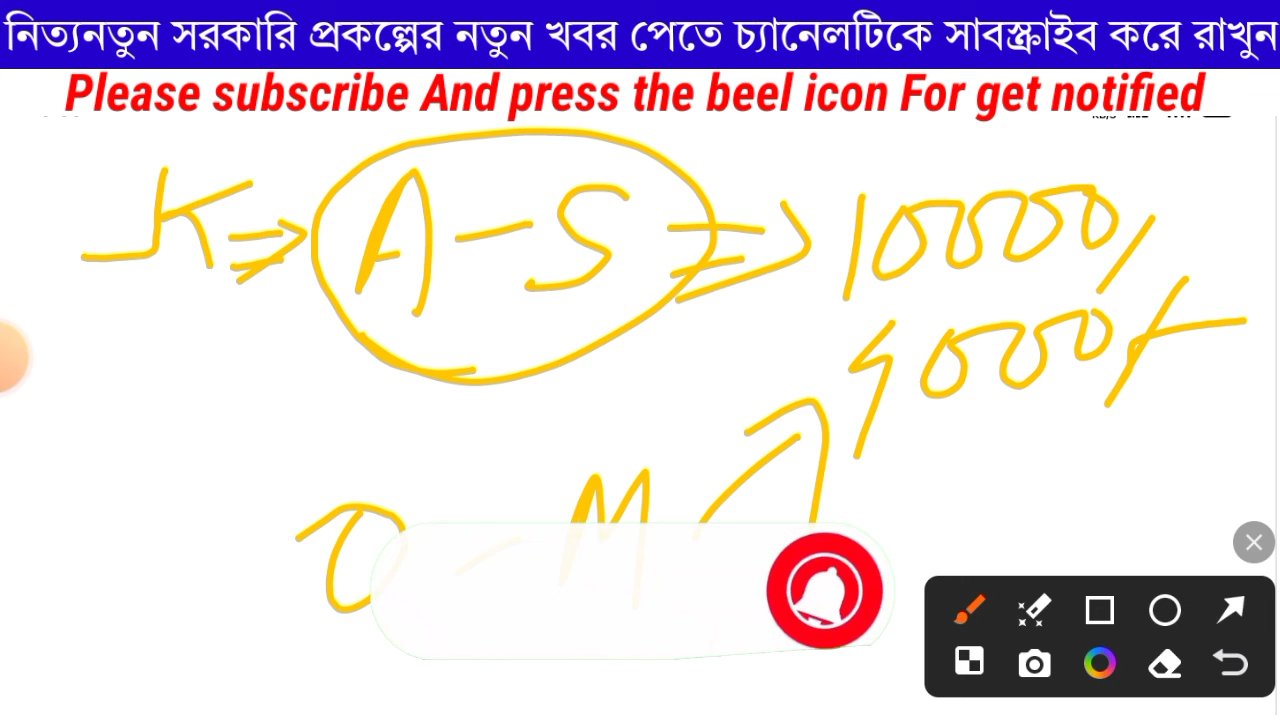 নিত্যনতুন সরকারি প্রকল্পের নতুন খবর পেতে চ্যানেলটিকে সাবস্ক্রাইব করে রাখুন
Please subscribe And press the beel icon For get notified
K ⇒ A - S ⇒ 10000/
O - M